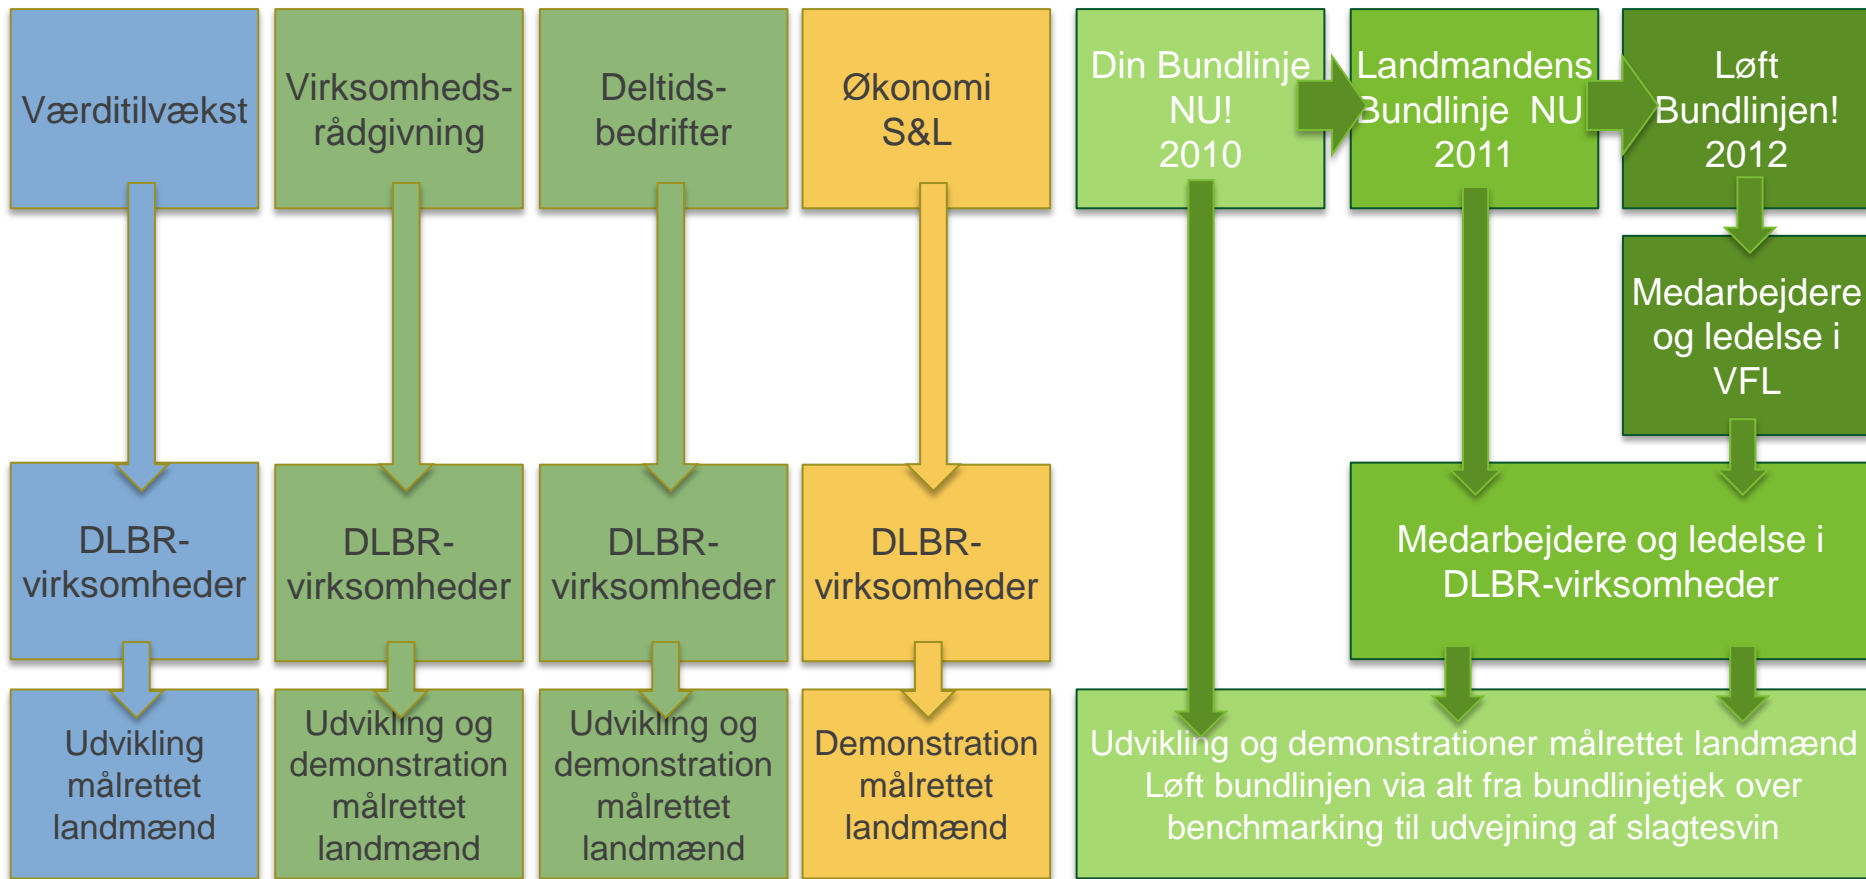 Værditilvækst
Virksomheds-
rådgivning
Deltids-
bedrifter
Økonomi
S&L
Din Bundlinje
NU!
2010
Landmandens
Bundlinje NU
2011
Løft
Bundlinjen!
2012
Medarbejdere
og ledelse i
VFL
DLBR-
virksomheder
DLBR-
virksomheder
DLBR-
virksomheder
DLBR-
virksomheder
Medarbejdere og ledelse i
DLBR-virksomheder
Udvikling
målrettet
landmænd
Udvikling og
demonstration
målrettet
landmænd
Udvikling og
demonstration
målrettet
landmænd
Demonstration
målrettet
landmænd
Udvikling og demonstrationer målrettet landmænd
Løft bundlinjen via alt fra bundlinjetjek over
benchmarking til udvejning af slagtesvin